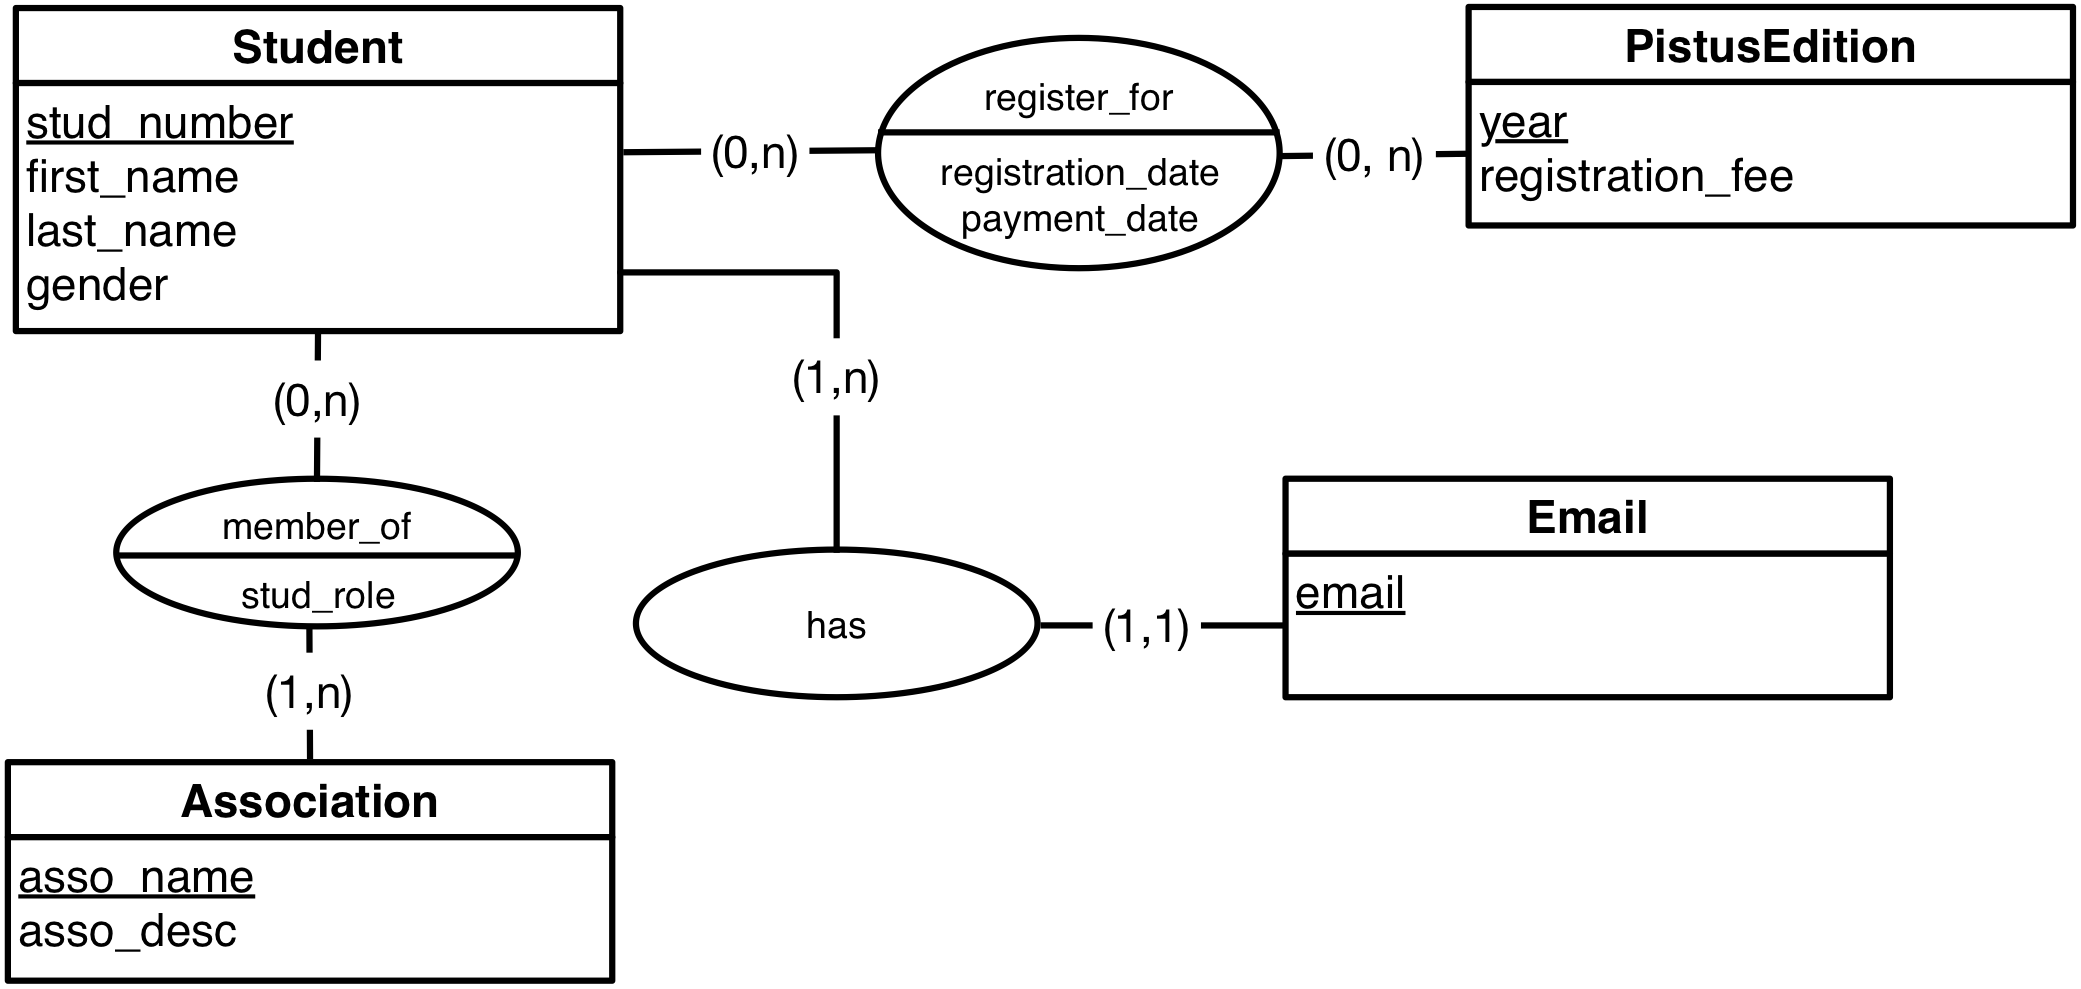 Student
stud_number
first_name
last_name
gender
(0,n)
register_for
registration_date
payment_date
(0, n)
PistusEdition
year
registration_fee
(0,n)
member_of
stud_role
(1,n)
Association
asso_name
asso_desc
(1,n)
has
(1,1)
Email
email